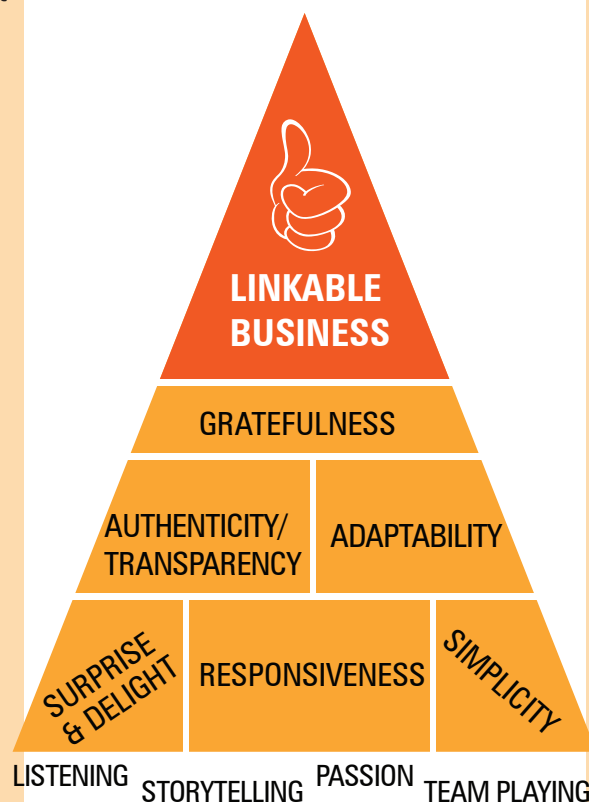 LINKABLE
BUSINESS
GRATEFULNESS
AUTHENTICITY/
TRANSPARENCY
ADAPTABILITY
SURPRISE
& DELIGHT
RESPONSIVENESS
SIMPLICITY
LISTENING
STORYTELLING
PASSION
TEAM PLAYING